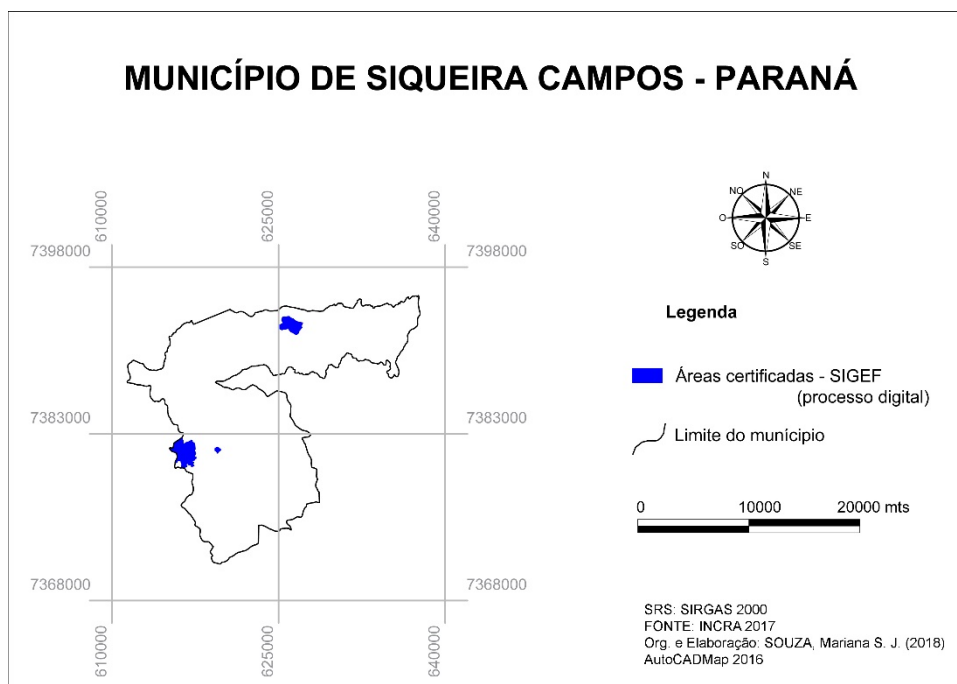 MUNICÍPIO DE SIQUEIRA CAMPOS - PARANÁ
610000
625000
640000
7398000
7398000
7383000
7383000
7368000
7368000
610000
625000
640000
N
NO
NE
O
E
SO
SE
S
Legenda
Áreas certificadas - SIGEF
(processo digital)
Limite do munícipio
0
10000
20000 mts
SRS: SIRGAS 2000
FONTE: INCRA 2017
Org. e Elaboração: SOUZA, Mariana S. J. (2018)
AutoCADMap 2016